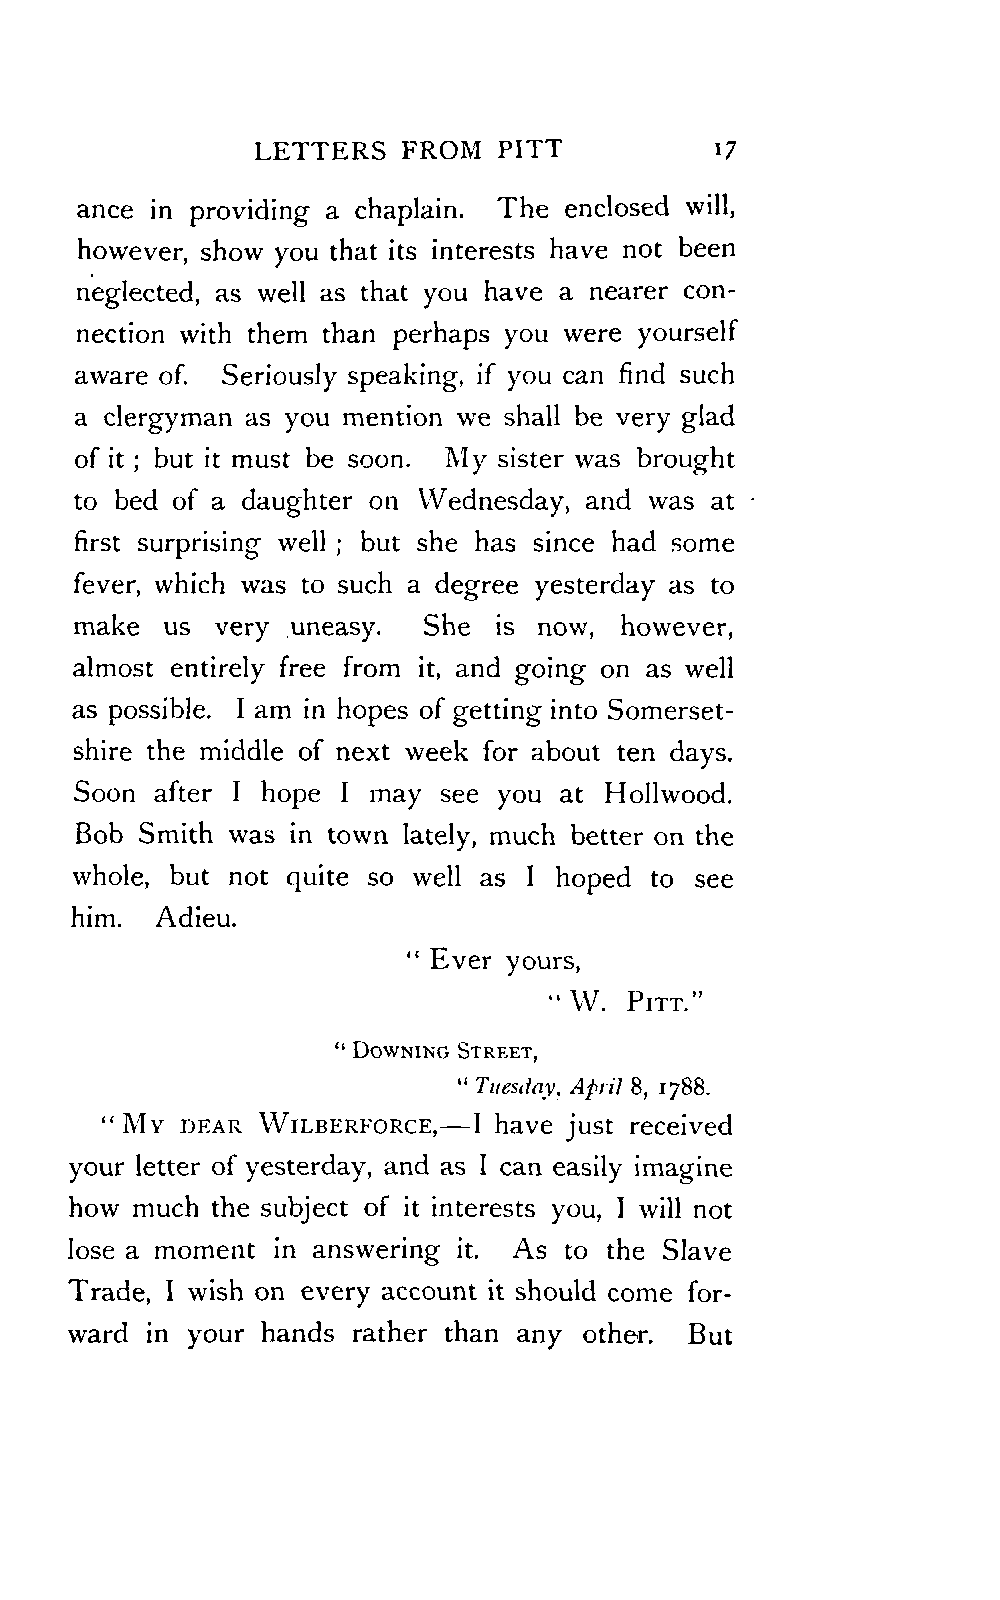 LETTERS FROM PITT 17
ance in providing a chaplain. The enclosed will,
however, show you that its interests have not been
neglected, as well as that you have a nearer con-
nection with them than perhaps you were yourself
aware of. Seriously speaking, if you can find such
a clergyman as you mention we shall be very glad
of it ; but it must be soon. My sister was brought
to bed of a daughter on Wednesday, and was at
first surprising well ; but she has since had some
fever, which was to such a degree yesterday as to
make us very uneasy. She is now, however,
almost entirely free from it, and going on as well
as possible. I am in hopes of getting into Somerset-
shire the middle of next week for about ten days.
Soon after I hope I may see you at Hollwood.
Bob Smith was in town lately, much better on the
whole, but not quite so well as I hoped to see
him. Adieu.
“ Ever yours,
“ W. PITT.”
“ DOWNING STREET,
“ Tuesday, April 8, 1788.
“ MY DEAR WILBERFORCE,—I have just received
your letter of yesterday, and as I can easily imagine
how much the subject of it interests you, I will not
lose a moment in answering it. As to the Slave
Trade, I wish on every account it should come for-
ward in your hands rather than any other. But